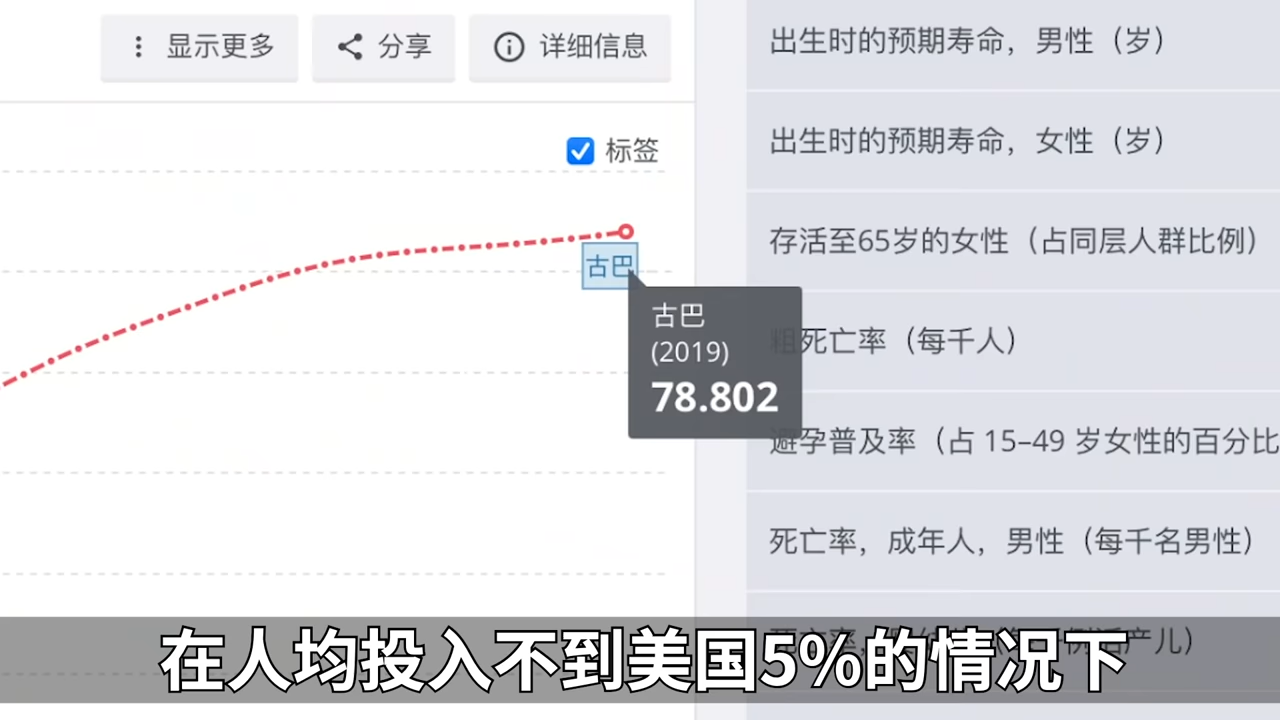 显示更多
分享
详细信息
标签
古巴
古巴
(2019)
78.802
出生时的预期寿命，男性（岁）
出生时的预期寿命，女性（岁）
存活至65岁的女性（占同层人群比例）
粗死亡率（每千人）
避孕普及率（占 15–49 岁女性的百分比
死亡率，成年人，男性（每千名男性）
在人均投入不到美国5%的情况下